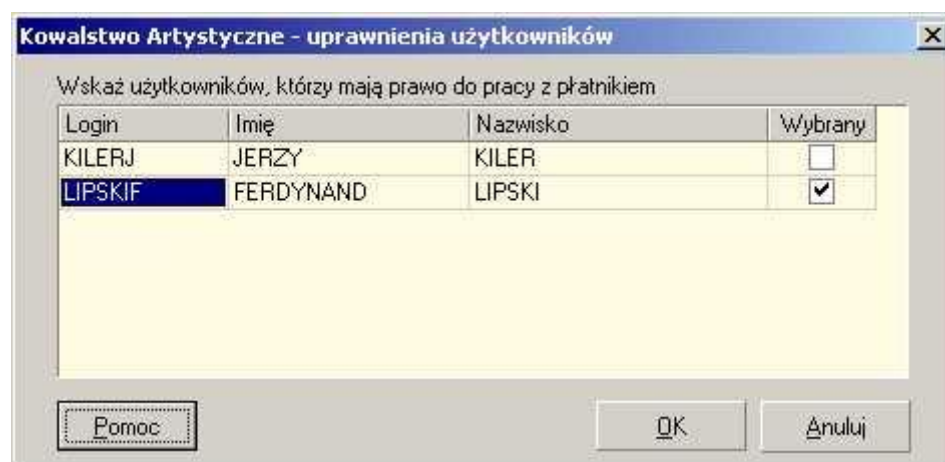 Kowalstwo Artystyczne - uprawnienia użytkowników
Wskaż użytkowników, którzy mają prawo do pracy z płatnikiem
Login Imię Nazwisko Wybrany
KILERJ JERZY KILER
LIPSKIF FERDYNAND LIPSKI
Pomoc OK Anuluj